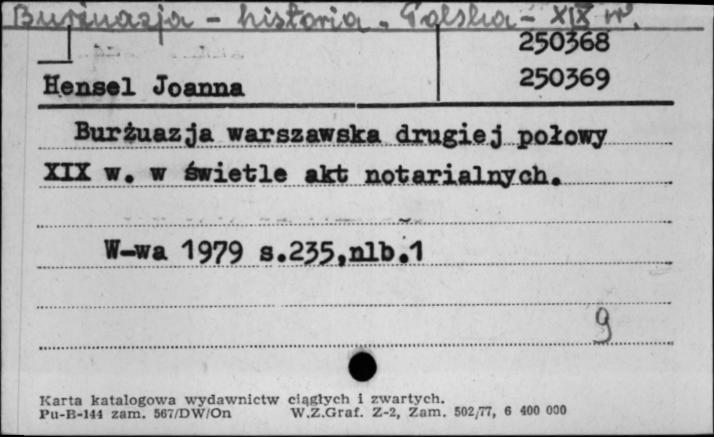 Burżuazja - historia - Polska - XIX w.
250368
Hensel Joanna 250369
Burżuazja warszawska drugiej połowy
XIX w. w świetle akt notarialnych.
W-wa 1979 s.235,nlb.1
9
Karta katalogowa wydawnictw ciągłych i zwartych.
Pu-B-144 zam. 567/DW/On W.Z.Graf. Z-2, Zam. 502/77, 6 400 000